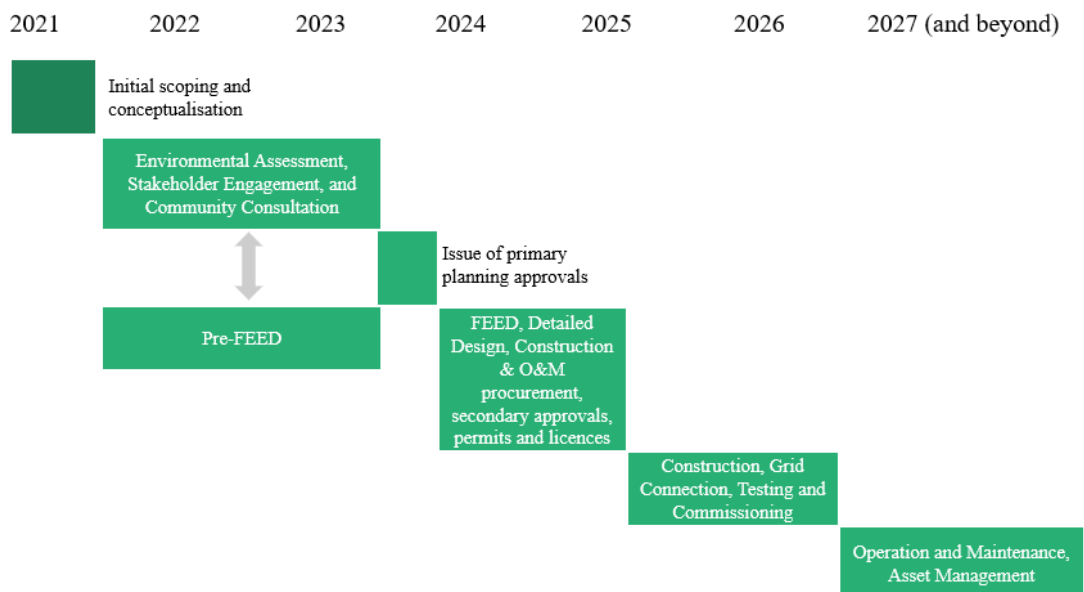 2021 2022 2023 2024 2025 2026 2027 (and beyond)
Initial scoping and
conceptualisation
Environmental Assessment,
Stakeholder Engagement, and
Community Consultation
Issue of primary
planning approvals
Pre-FEED
FEED, Detailed
Design, Construction
& O&M
procurement,
secondary approvals,
permits and licences
Construction, Grid
Connection, Testing and
Commissioning
Operation and Maintenance,
Asset Management